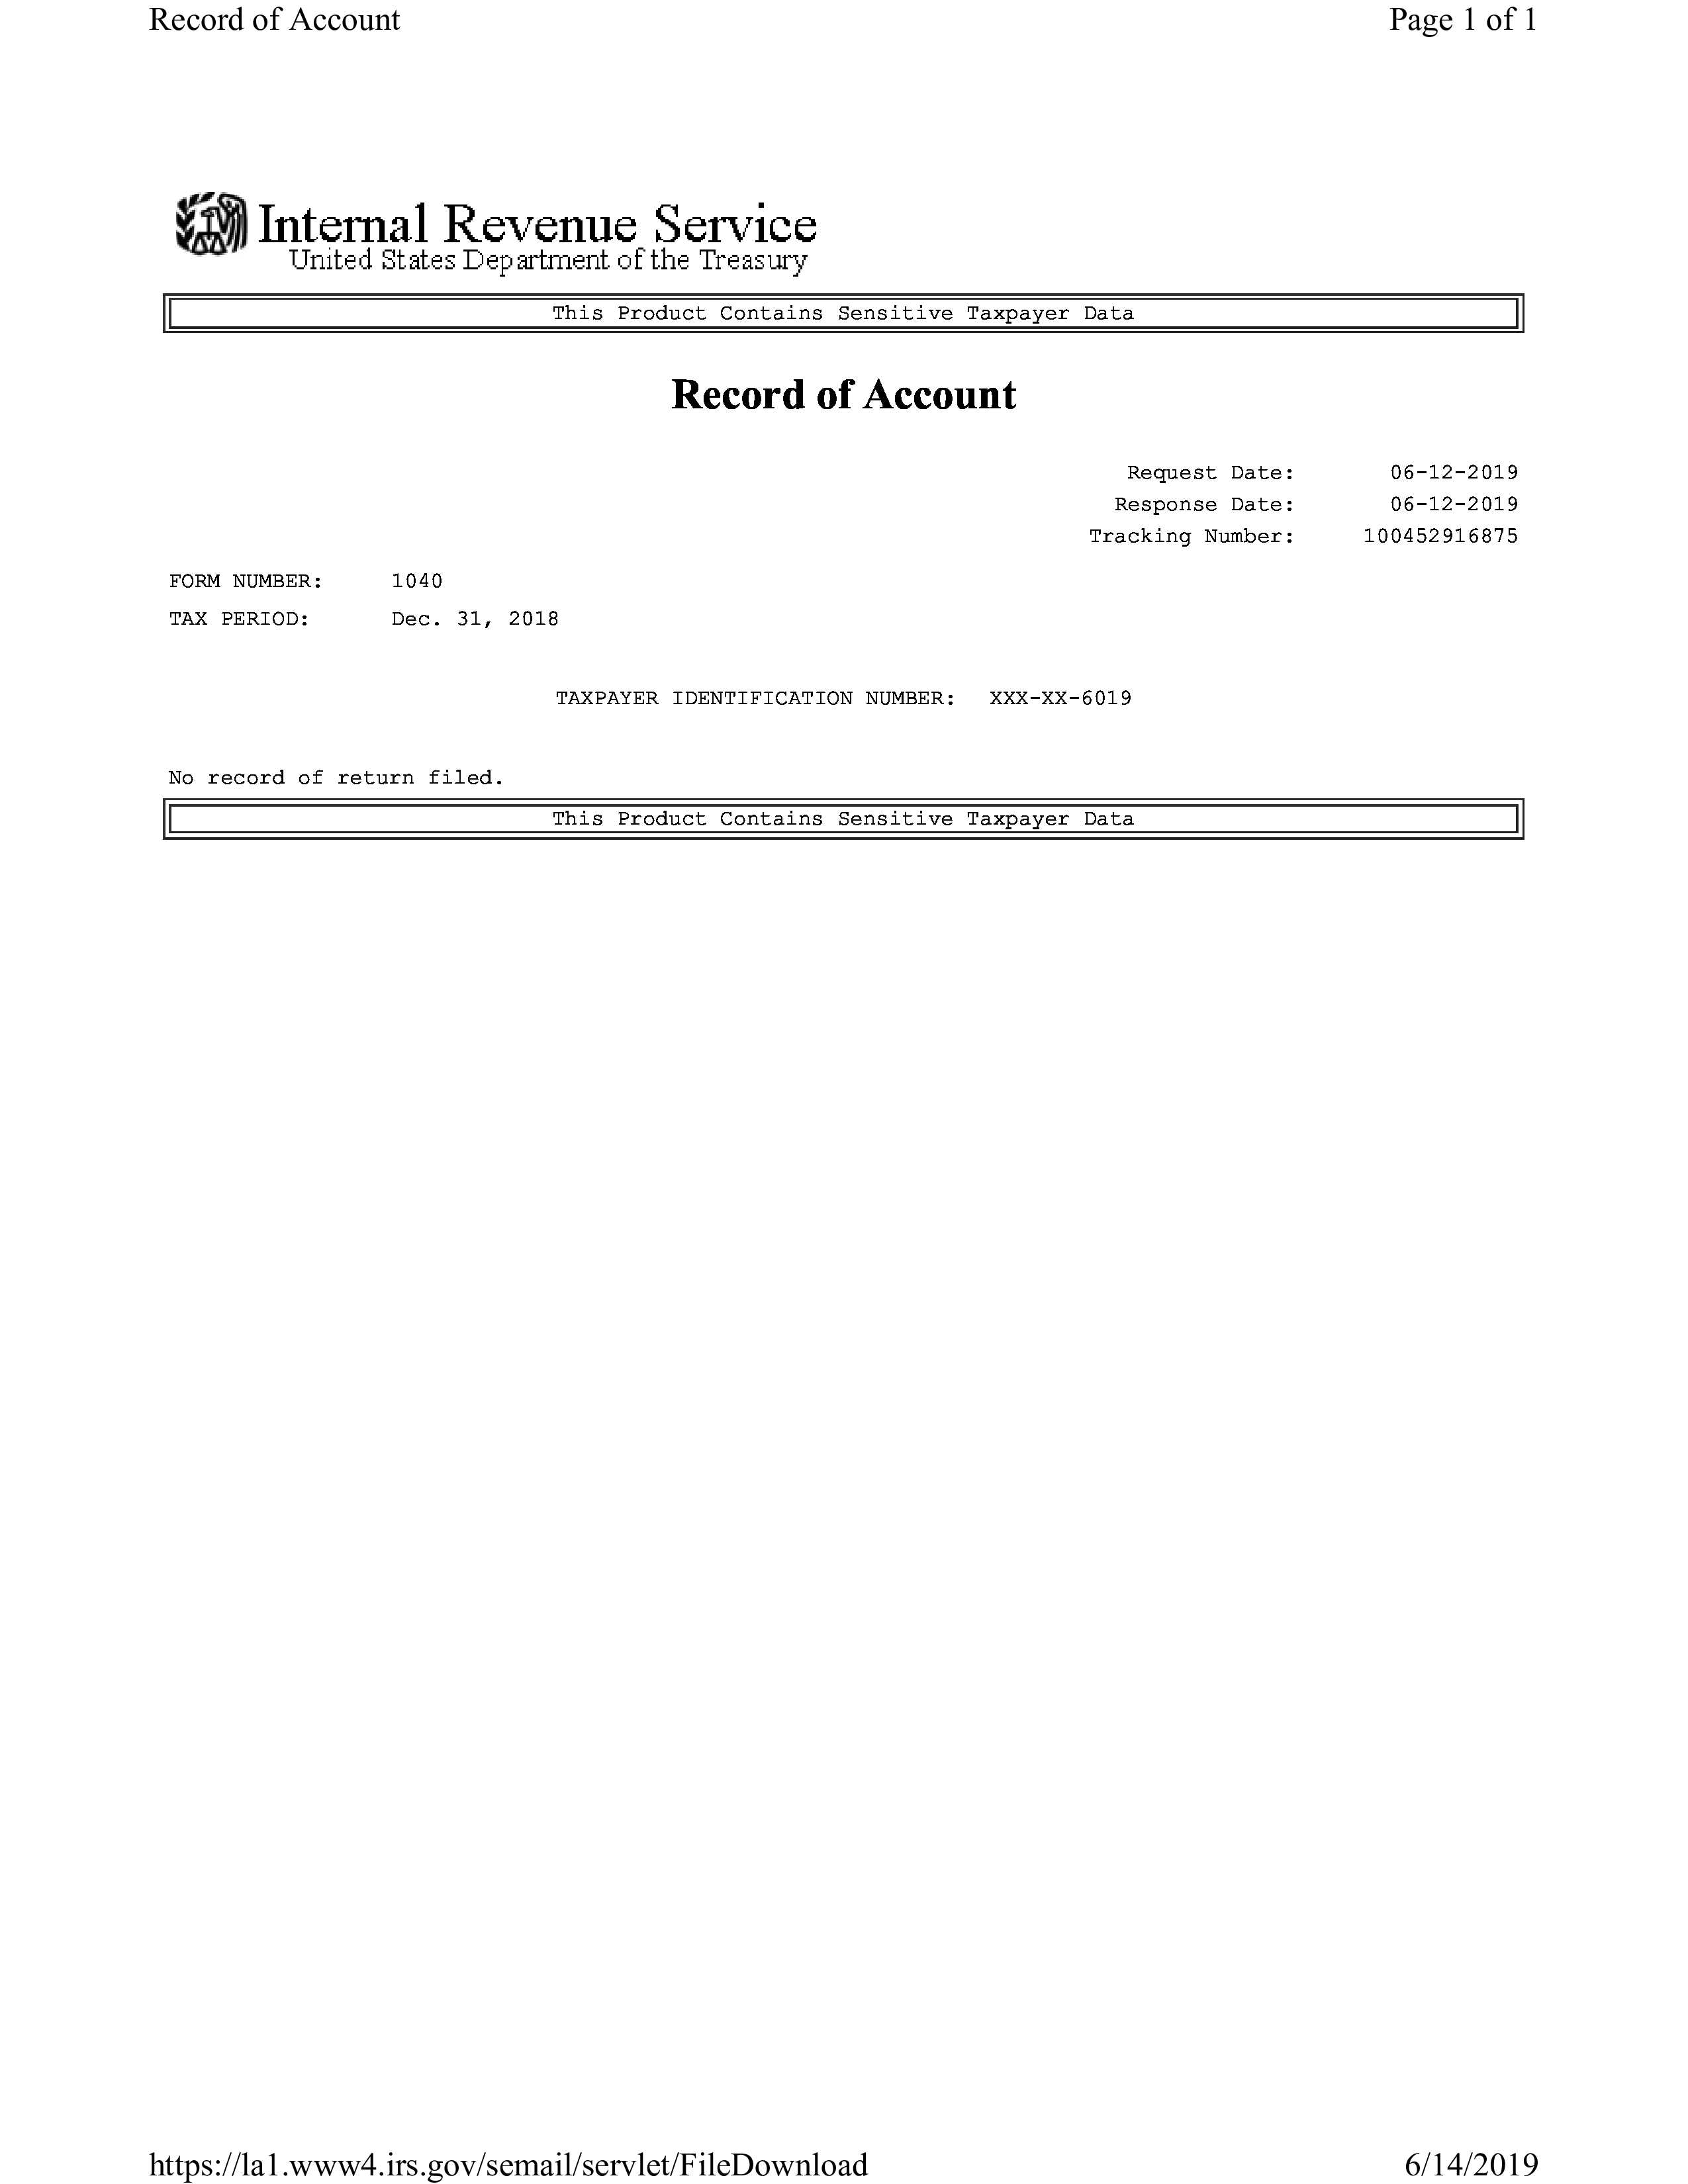 Record of Account Page 1 of 1
Internal Revenue Service
United States Department of the Treasury
This Product Contains Sensitive Taxpayer Data
Record of Account
Request Date: 06-12-2019
Response Date: 06-12-2019
Tracking Number: 100452916875
FORM NUMBER: 1040
TAX PERIOD: Dec. 31, 2018
TAXPAYER IDENTIFICATION NUMBER: XXX-XX-6019
No record of return filed.
This Product Contains Sensitive Taxpayer Data
https://la1.www4.irs.gov/semail/servlet/FileDownload 6/14/2019